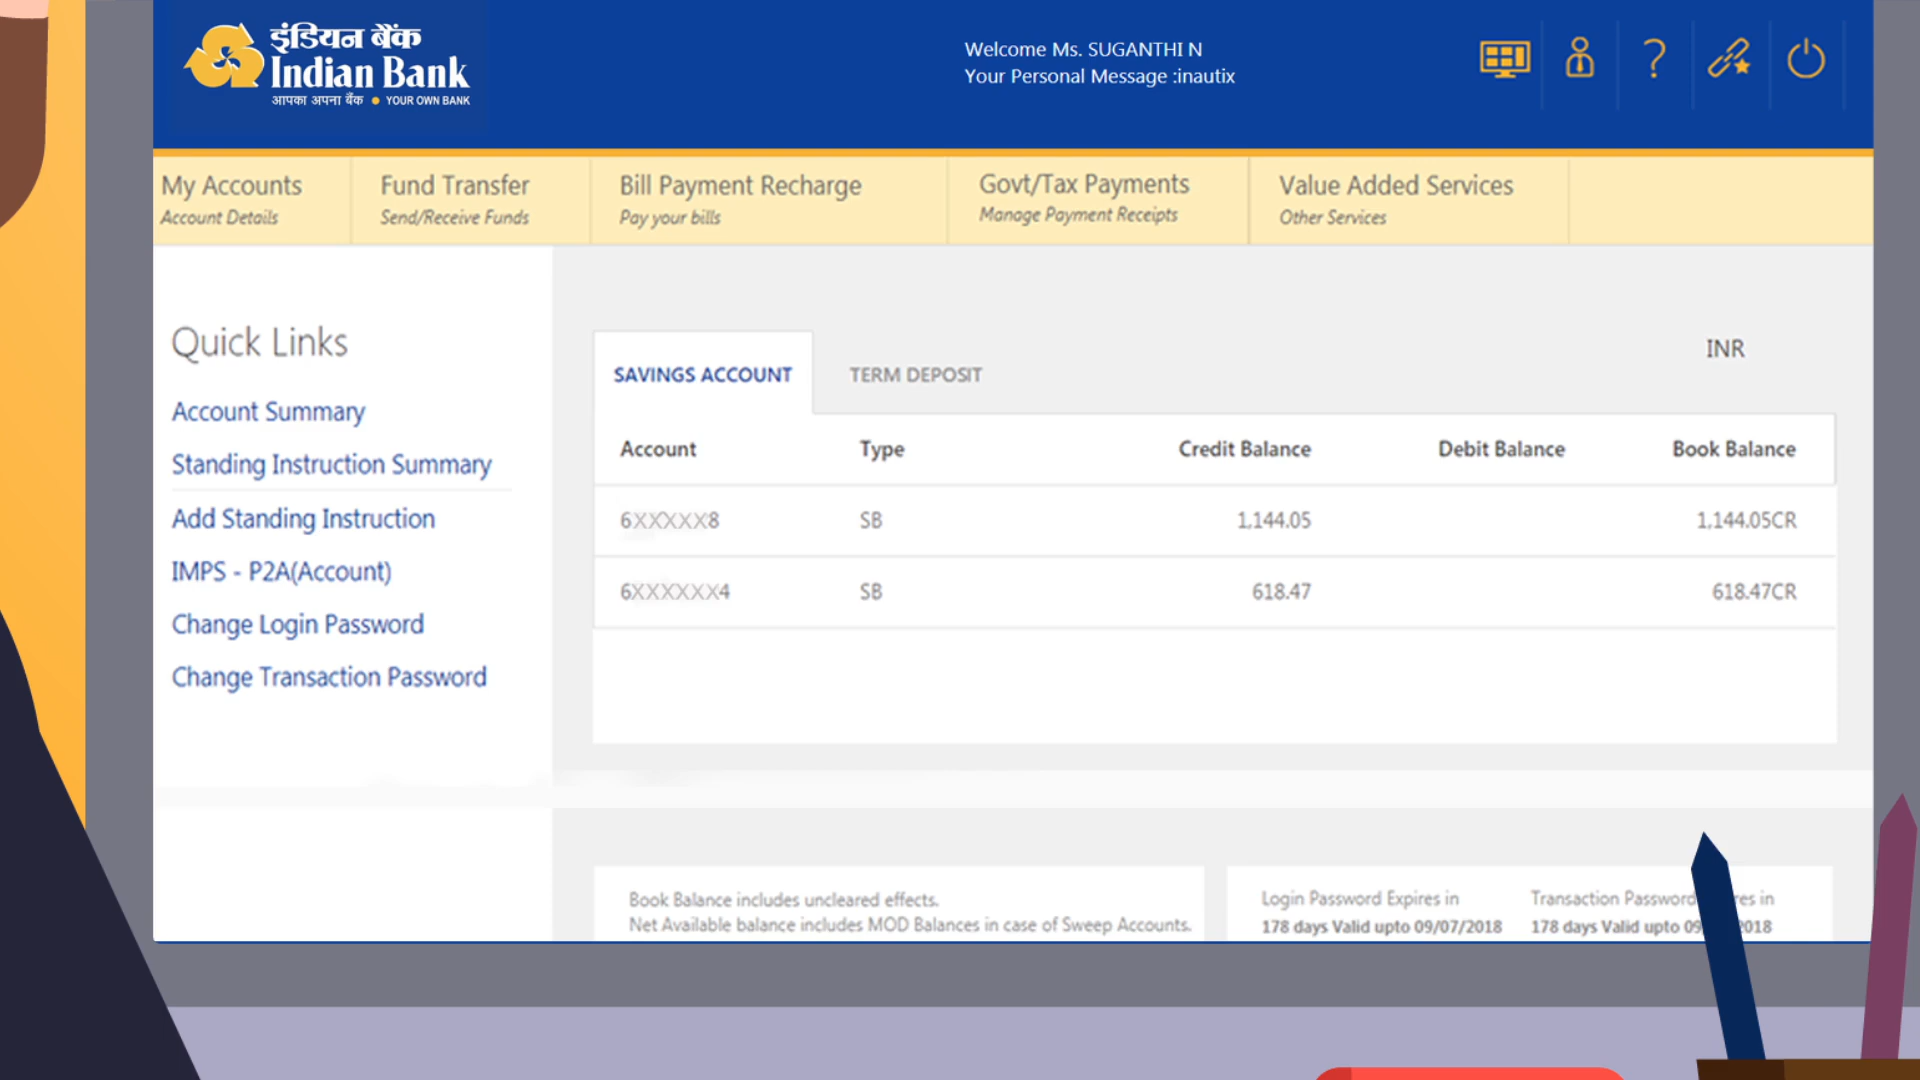 इंडियन बैंक
Indian Bank
आपका अपना बैंक ● YOUR OWN BANK
Welcome Ms. SUGANTHI N
Your Personal Message :inautix
My Accounts
Account Details
Fund Transfer
Send/Receive Funds
Bill Payment Recharge
Pay your bills
Govt/Tax Payments
Manage Payment Receipts
Value Added Services
Other Services
Quick Links
Account Summary
Standing Instruction Summary
Add Standing Instruction
IMPS - P2A(Account)
Change Login Password
Change Transaction Password
SAVINGS ACCOUNT TERM DEPOSIT INR
Account Type Credit Balance Debit Balance Book Balance
6XXXXX8 SB 1,144.05 1,144.05CR
6XXXXXX4 SB 618.47 618.47CR
Book Balance includes uncleared effects.
Net Available balance includes MOD Balances in case of Sweep Accounts.
Login Password Expires in
178 days Valid upto 09/07/2018
Transaction Password in
178 days Valid upto 2018